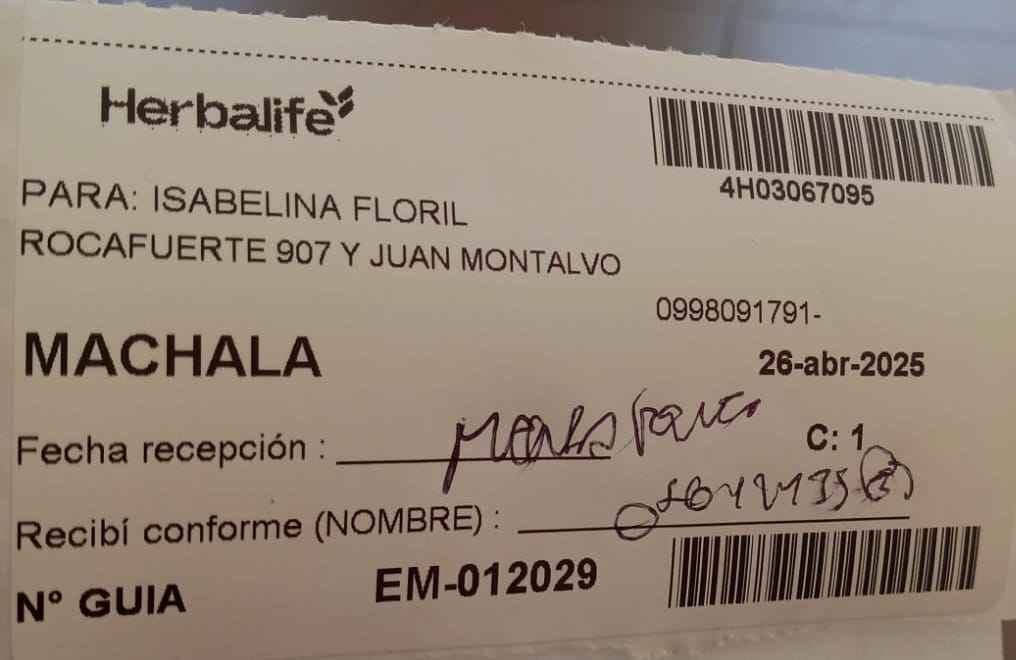 Herbalife
4H03067095
PARA: ISABELINA FLORIL
ROCAFUERTE 907 Y JUAN MONTALVO
0998091791-
MACHALA
26-abr-2025
Fecha recepción :
C: 1
Recibí conforme (NOMBRE) :
N° GUIA EM-012029